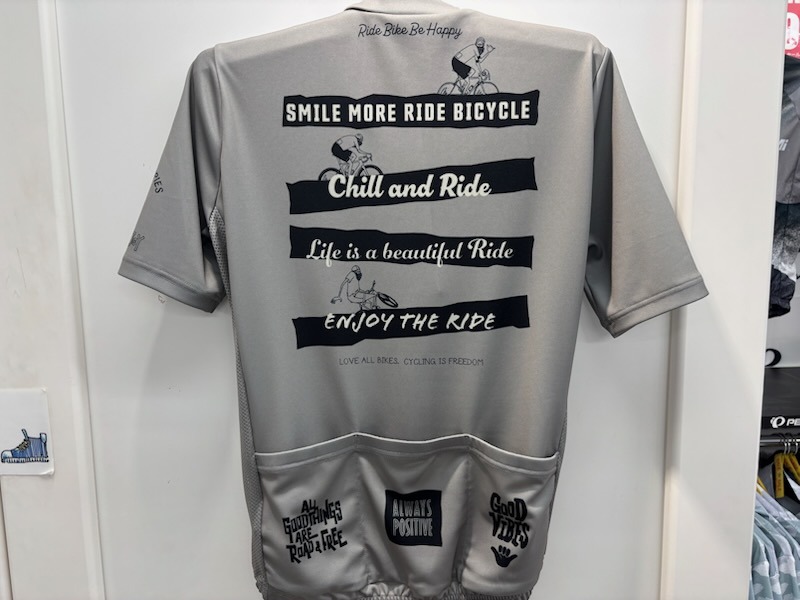 Ride Bike Be Happy
SMILE MORE RIDE BICYCLE
Chill and Ride
Life is a beautiful Ride
ENJOY THE RIDE
LOVE ALL BIKES. CYCLING IS FREEDOM
ALL
GOOD THINGS
ARE
ROAD & FREE
ALWAYS
POSITIVE
GOOD
VIBES